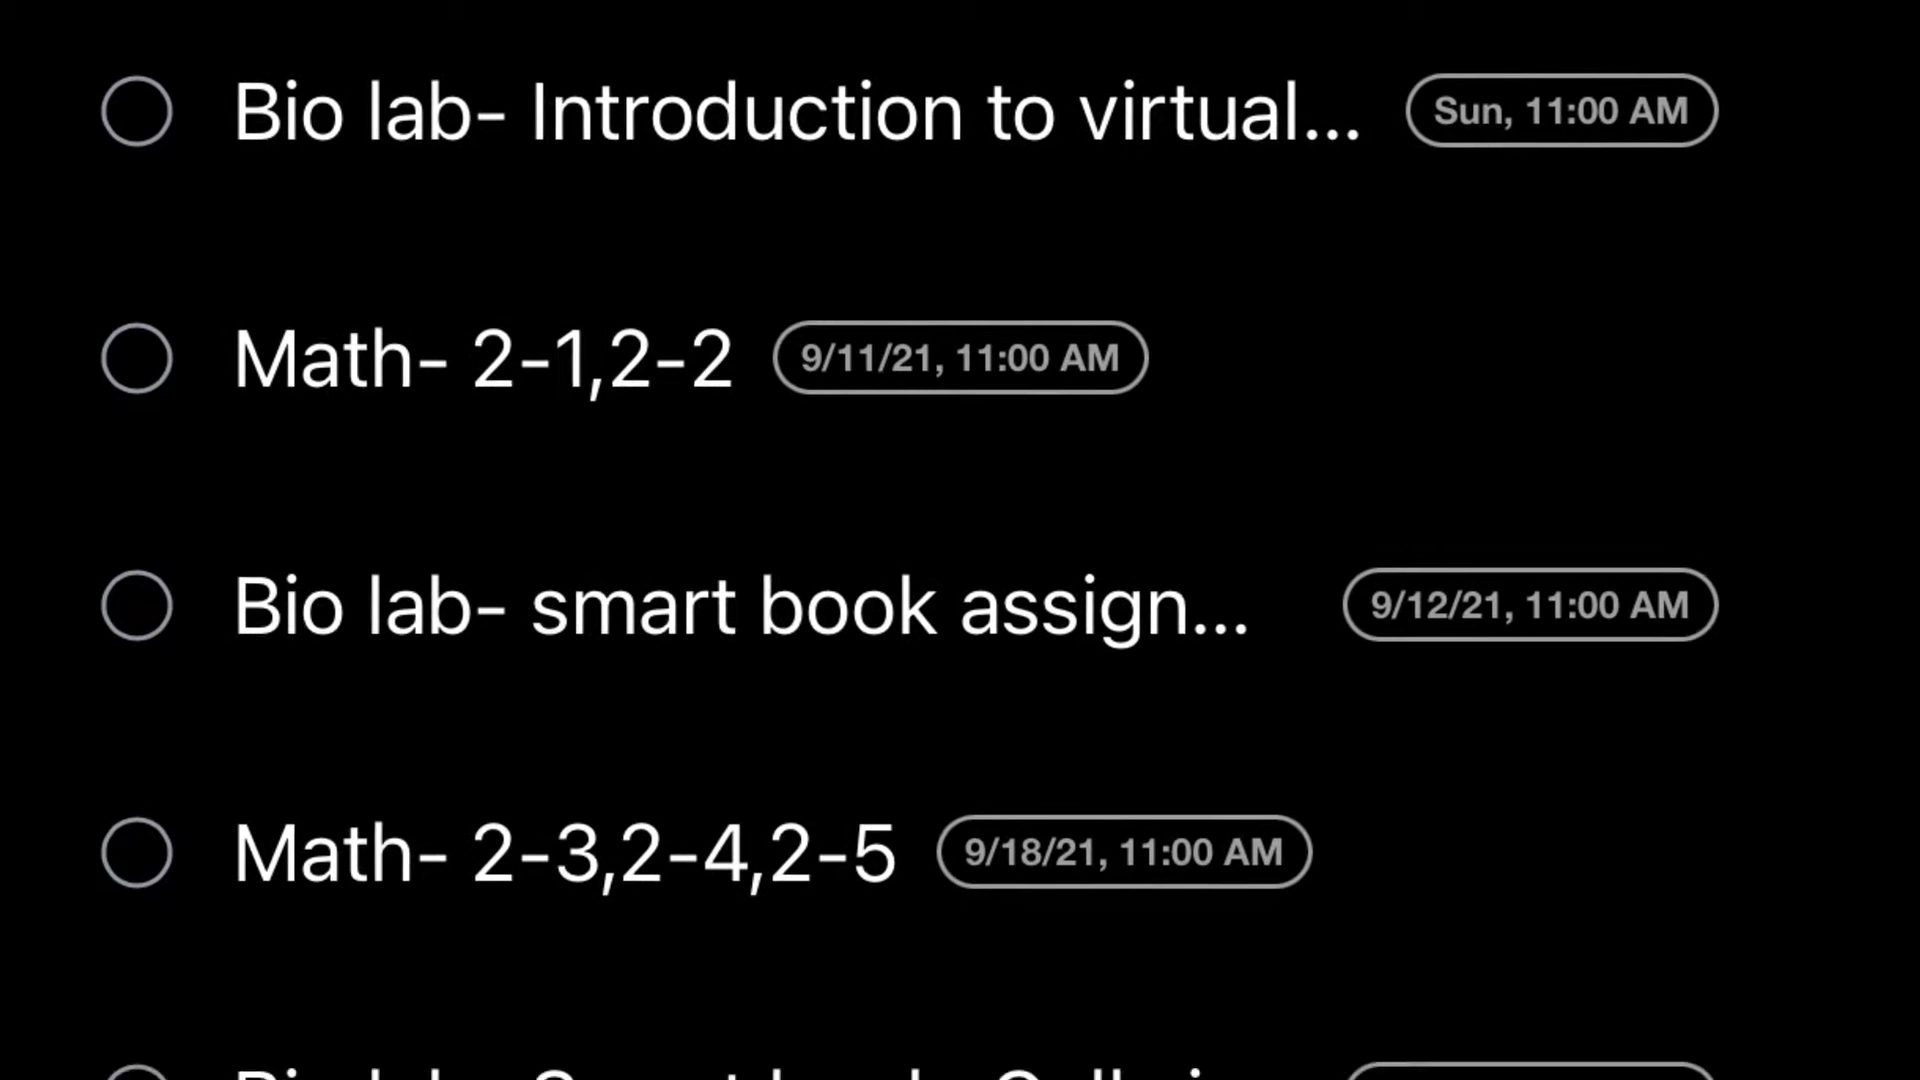 Bio lab- Introduction to virtual... Sun, 11:00 AM
Math- 2-1,2-2 9/11/21, 11:00 AM
Bio lab- smart book assign... 9/12/21, 11:00 AM
Math- 2-3,2-4,2-5 9/18/21, 11:00 AM